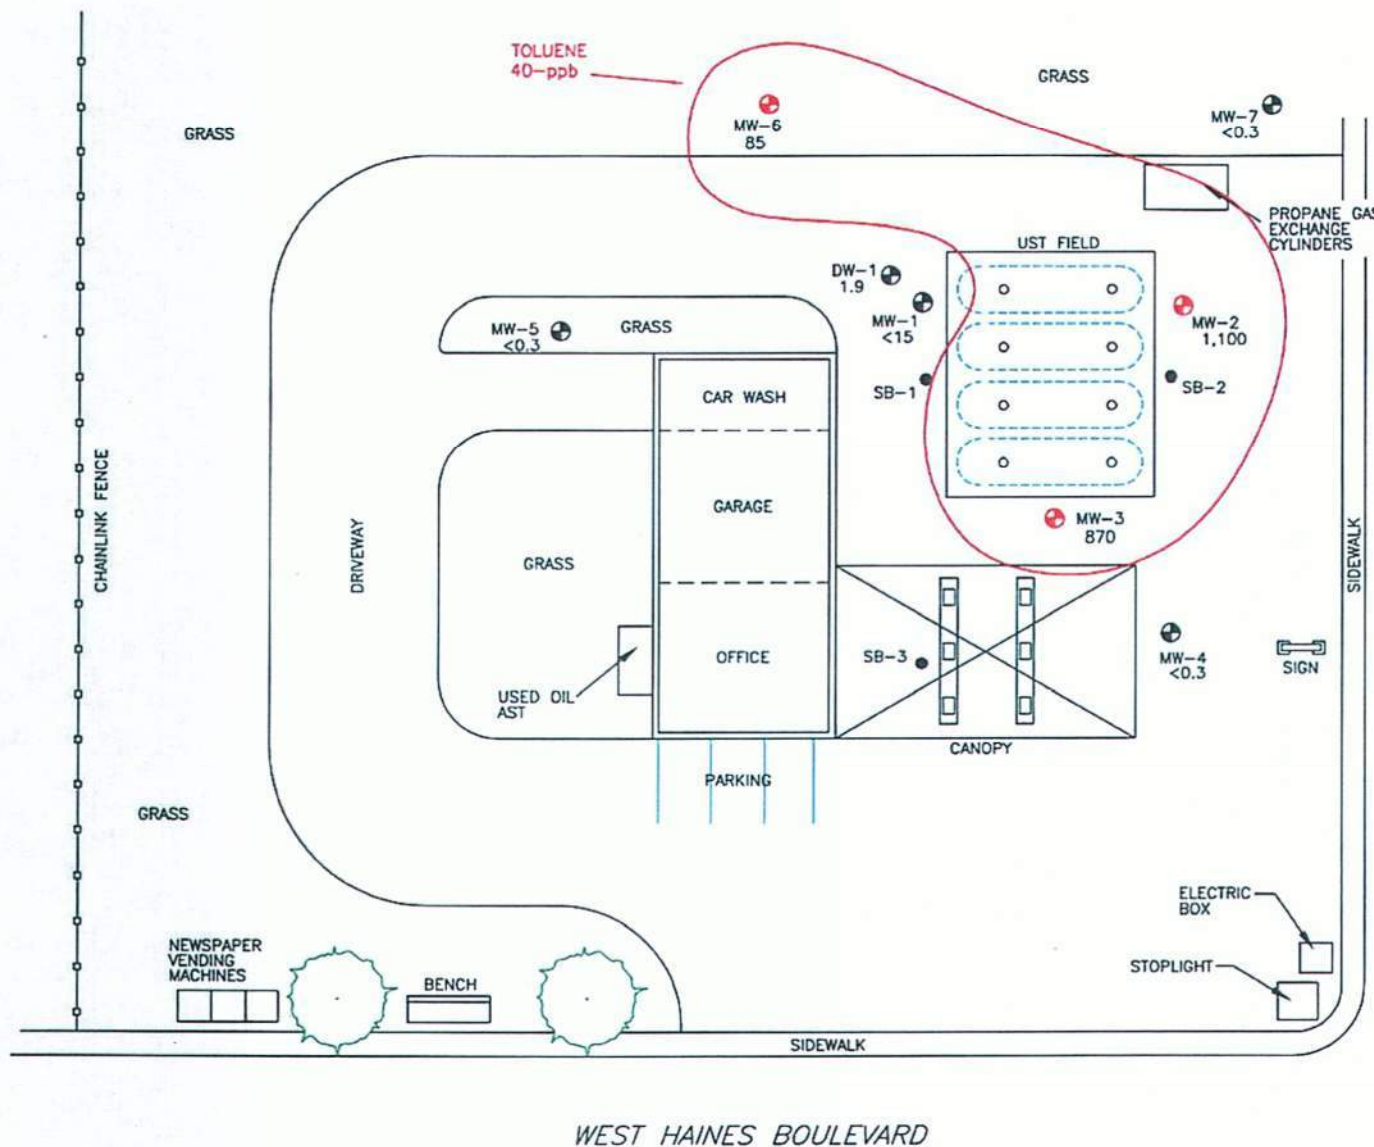 TOLUENE
40-ppb
GRASS
MW-6
85
MW-7
<0.3
GRASS
PROPANE GAS
EXCHANGE
CYLINDERS
UST FIELD
DW-1
1.9
MW-1
<15
MW-2
1,100
MW-5
<0.3
GRASS
SB-1
SB-2
CAR WASH
CHAINLINK FENCE
DRIVEWAY
GARAGE
MW-3
870
SIDEWALK
GRASS
OFFICE
SB-3
MW-4
<0.3
SIGN
USED OIL
AST
CANOPY
PARKING
GRASS
ELECTRIC
BOX
NEWSPAPER
VENDING
MACHINES
BENCH
STOPLIGHT
SIDEWALK
WEST HAINES BOULEVARD